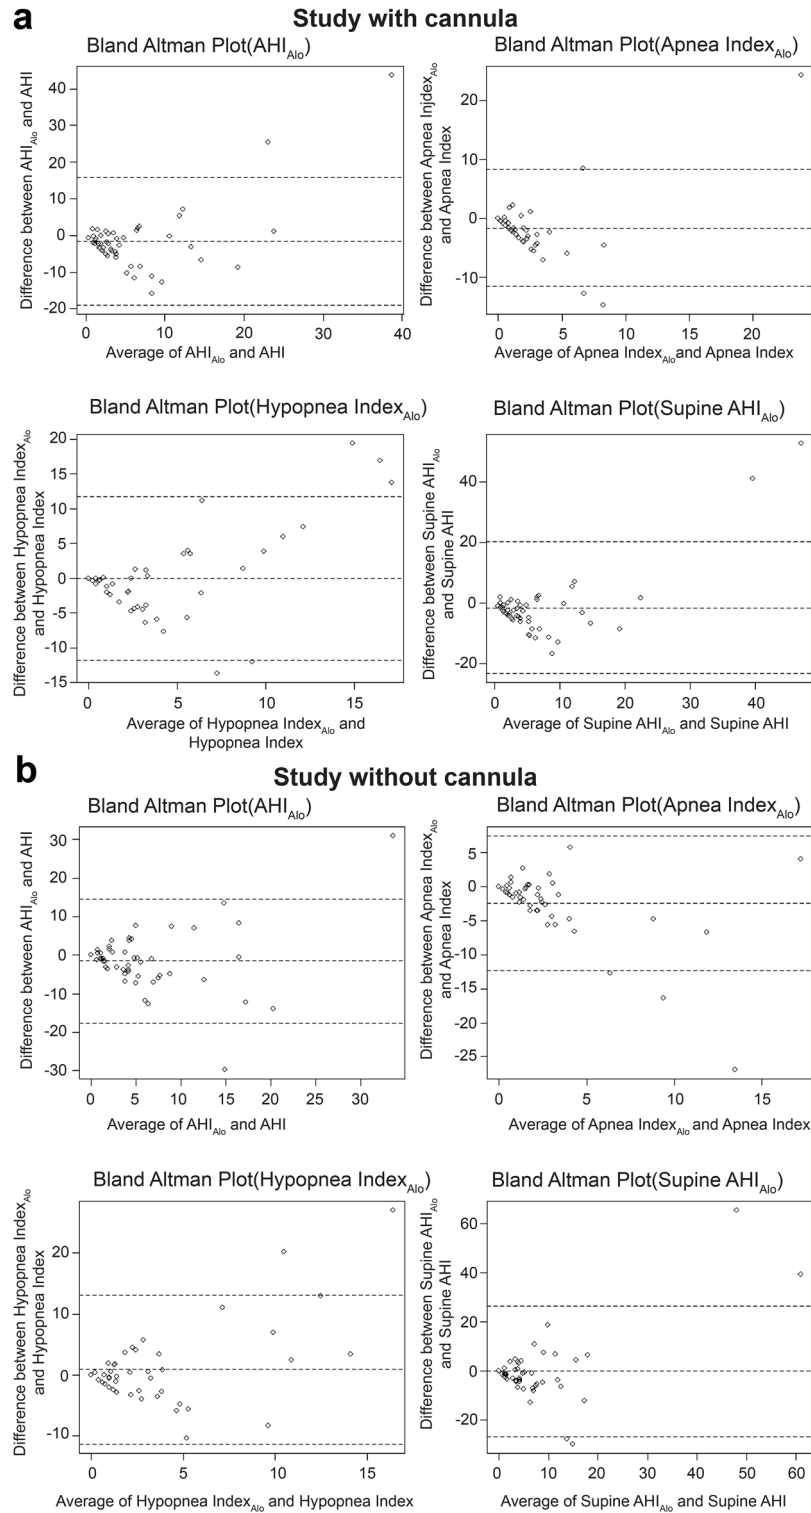 a
Study with cannula
Bland Altman Plot(AHIAlo)
Difference between AHIAlo and AHI
40
30
20
10
0
-10
-20
0 10 20 30 40
Average of AHIAlo and AHI
Bland Altman Plot(Apnea IndexAlo)
Difference between Apnea InjdexAlo
and Apnea Index
20
10
0
-10
0 5 10 15 20
Average of Apnea IndexAlo and Apnea Index
Bland Altman Plot(Hypopnea IndexAlo)
Difference between Hypopnea IndexAlo
and Hypopnea Index
20
15
10
5
0
-5
-10
-15
0 5 10 15
Average of Hypopnea IndexAlo and
Hypopnea Index
Bland Altman Plot(Supine AHIAlo)
Difference between Supine AHIAlo
and Supine AHI
40
20
0
-20
0 10 20 30 40
Average of Supine AHIAlo and Supine AHI
b
Study without cannula
Bland Altman Plot(AHIAlo)
Difference between AHIAlo and AHI
30
20
10
0
-10
-20
-30
0 5 10 15 20 25 30
Average of AHIAlo and AHI
Bland Altman Plot(Apnea IndexAlo)
Difference between Apnea IndexAlo
and Apnea Index
5
0
-5
-10
-15
-20
-25
0 5 10 15
Average of Apnea IndexAlo and Apnea Index
Bland Altman Plot(Hypopnea IndexAlo)
Difference between Hypopnea IndexAlo
and Hypopnea Index
20
10
0
-10
0 5 10 15
Average of Hypopnea IndexAlo and Hypopnea Index
Bland Altman Plot(Supine AHIAlo)
Difference between Supine AHIAlo
and Supine AHI
60
40
20
0
-20
0 10 20 30 40 50 60
Average of Supine AHIAlo and Supine AHI